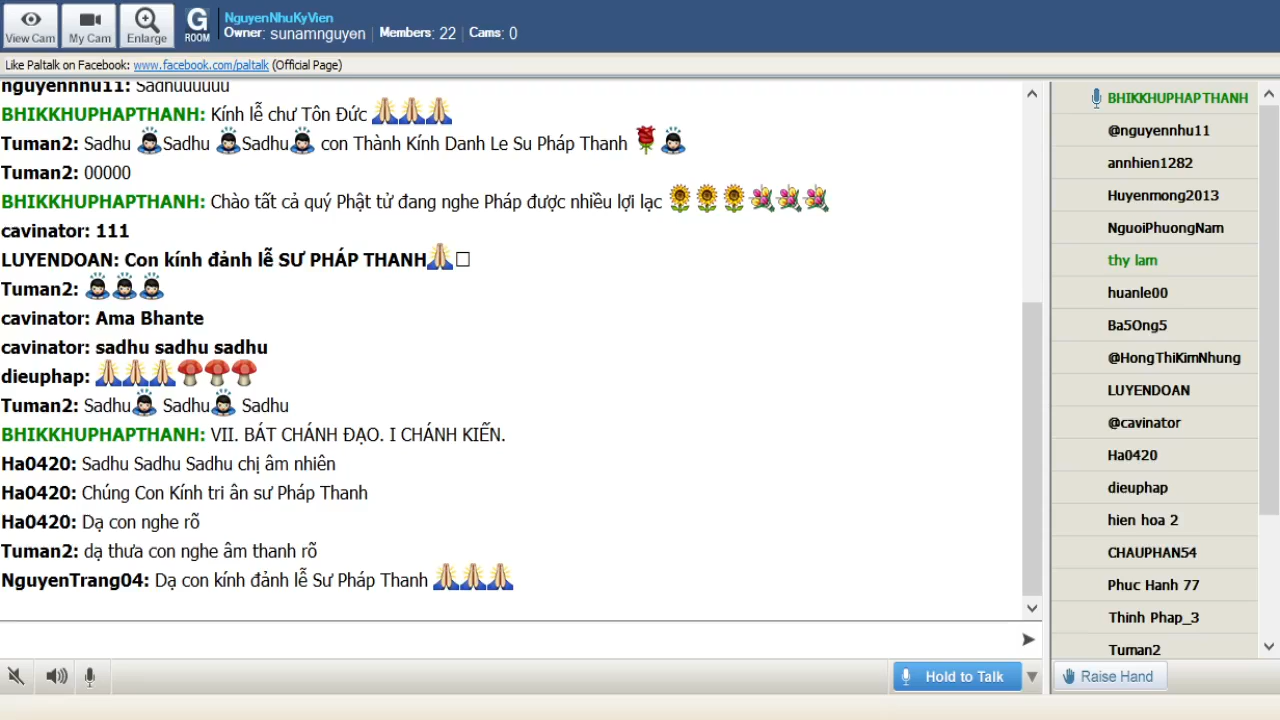 View Cam
My Cam
Enlarge
G
ROOM
NguyenNhuKyVien
Owner: sunamnguyen | Members: 22 | Cams: 0
Like Paltalk on Facebook: www.facebook.com/paltalk (Official Page)
nguyennhu11: Sadhuuuuuu
BHIKKHUPHAPTHANH: Kính lễ chư Tôn Đức
Tuman2: Sadhu Sadhu Sadhu con Thành Kính Danh Le Su Pháp Thanh
Tuman2: 00000
BHIKKHUPHAPTHANH: Chào tất cả quý Phật tử đang nghe Pháp được nhiều lợi lạc
cavinator: 111
LUYENDOAN: Con kính đảnh lễ SƯ PHÁP THANH
Tuman2:
cavinator: Ama Bhante
cavinator: sadhu sadhu sadhu
dieuphap:
Tuman2: Sadhu Sadhu Sadhu
BHIKKHUPHAPTHANH: VII. BÁT CHÁNH ĐẠO. I CHÁNH KIẾN.
Ha0420: Sadhu Sadhu Sadhu chị âm nhiên
Ha0420: Chúng Con Kính tri ân sư Pháp Thanh
Ha0420: Dạ con nghe rõ
Tuman2: dạ thưa con nghe âm thanh rõ
NguyenTrang04: Dạ con kính đảnh lễ Sư Pháp Thanh
Hold to Talk
BHIKKHUPHAPTHANH
@nguyennhu11
annhien1282
Huyenmong2013
NguoiPhuongNam
thy lam
huanle00
Ba5Ong5
@HongThiKimNhung
LUYENDOAN
@cavinator
Ha0420
dieuphap
hien hoa 2
CHAUPHAN54
Phuc Hanh 77
Thinh Phap_3
Tuman2
Raise Hand